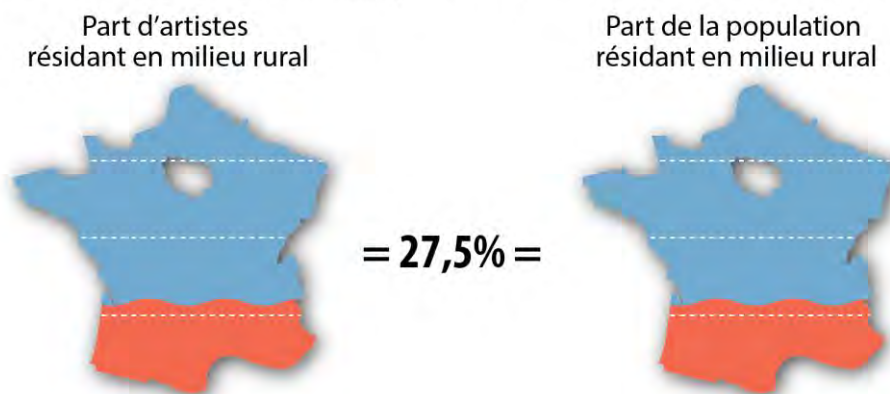 Part d'artistes
résidant en milieu rural
Part de la population
résidant en milieu rural
= 27,5% =